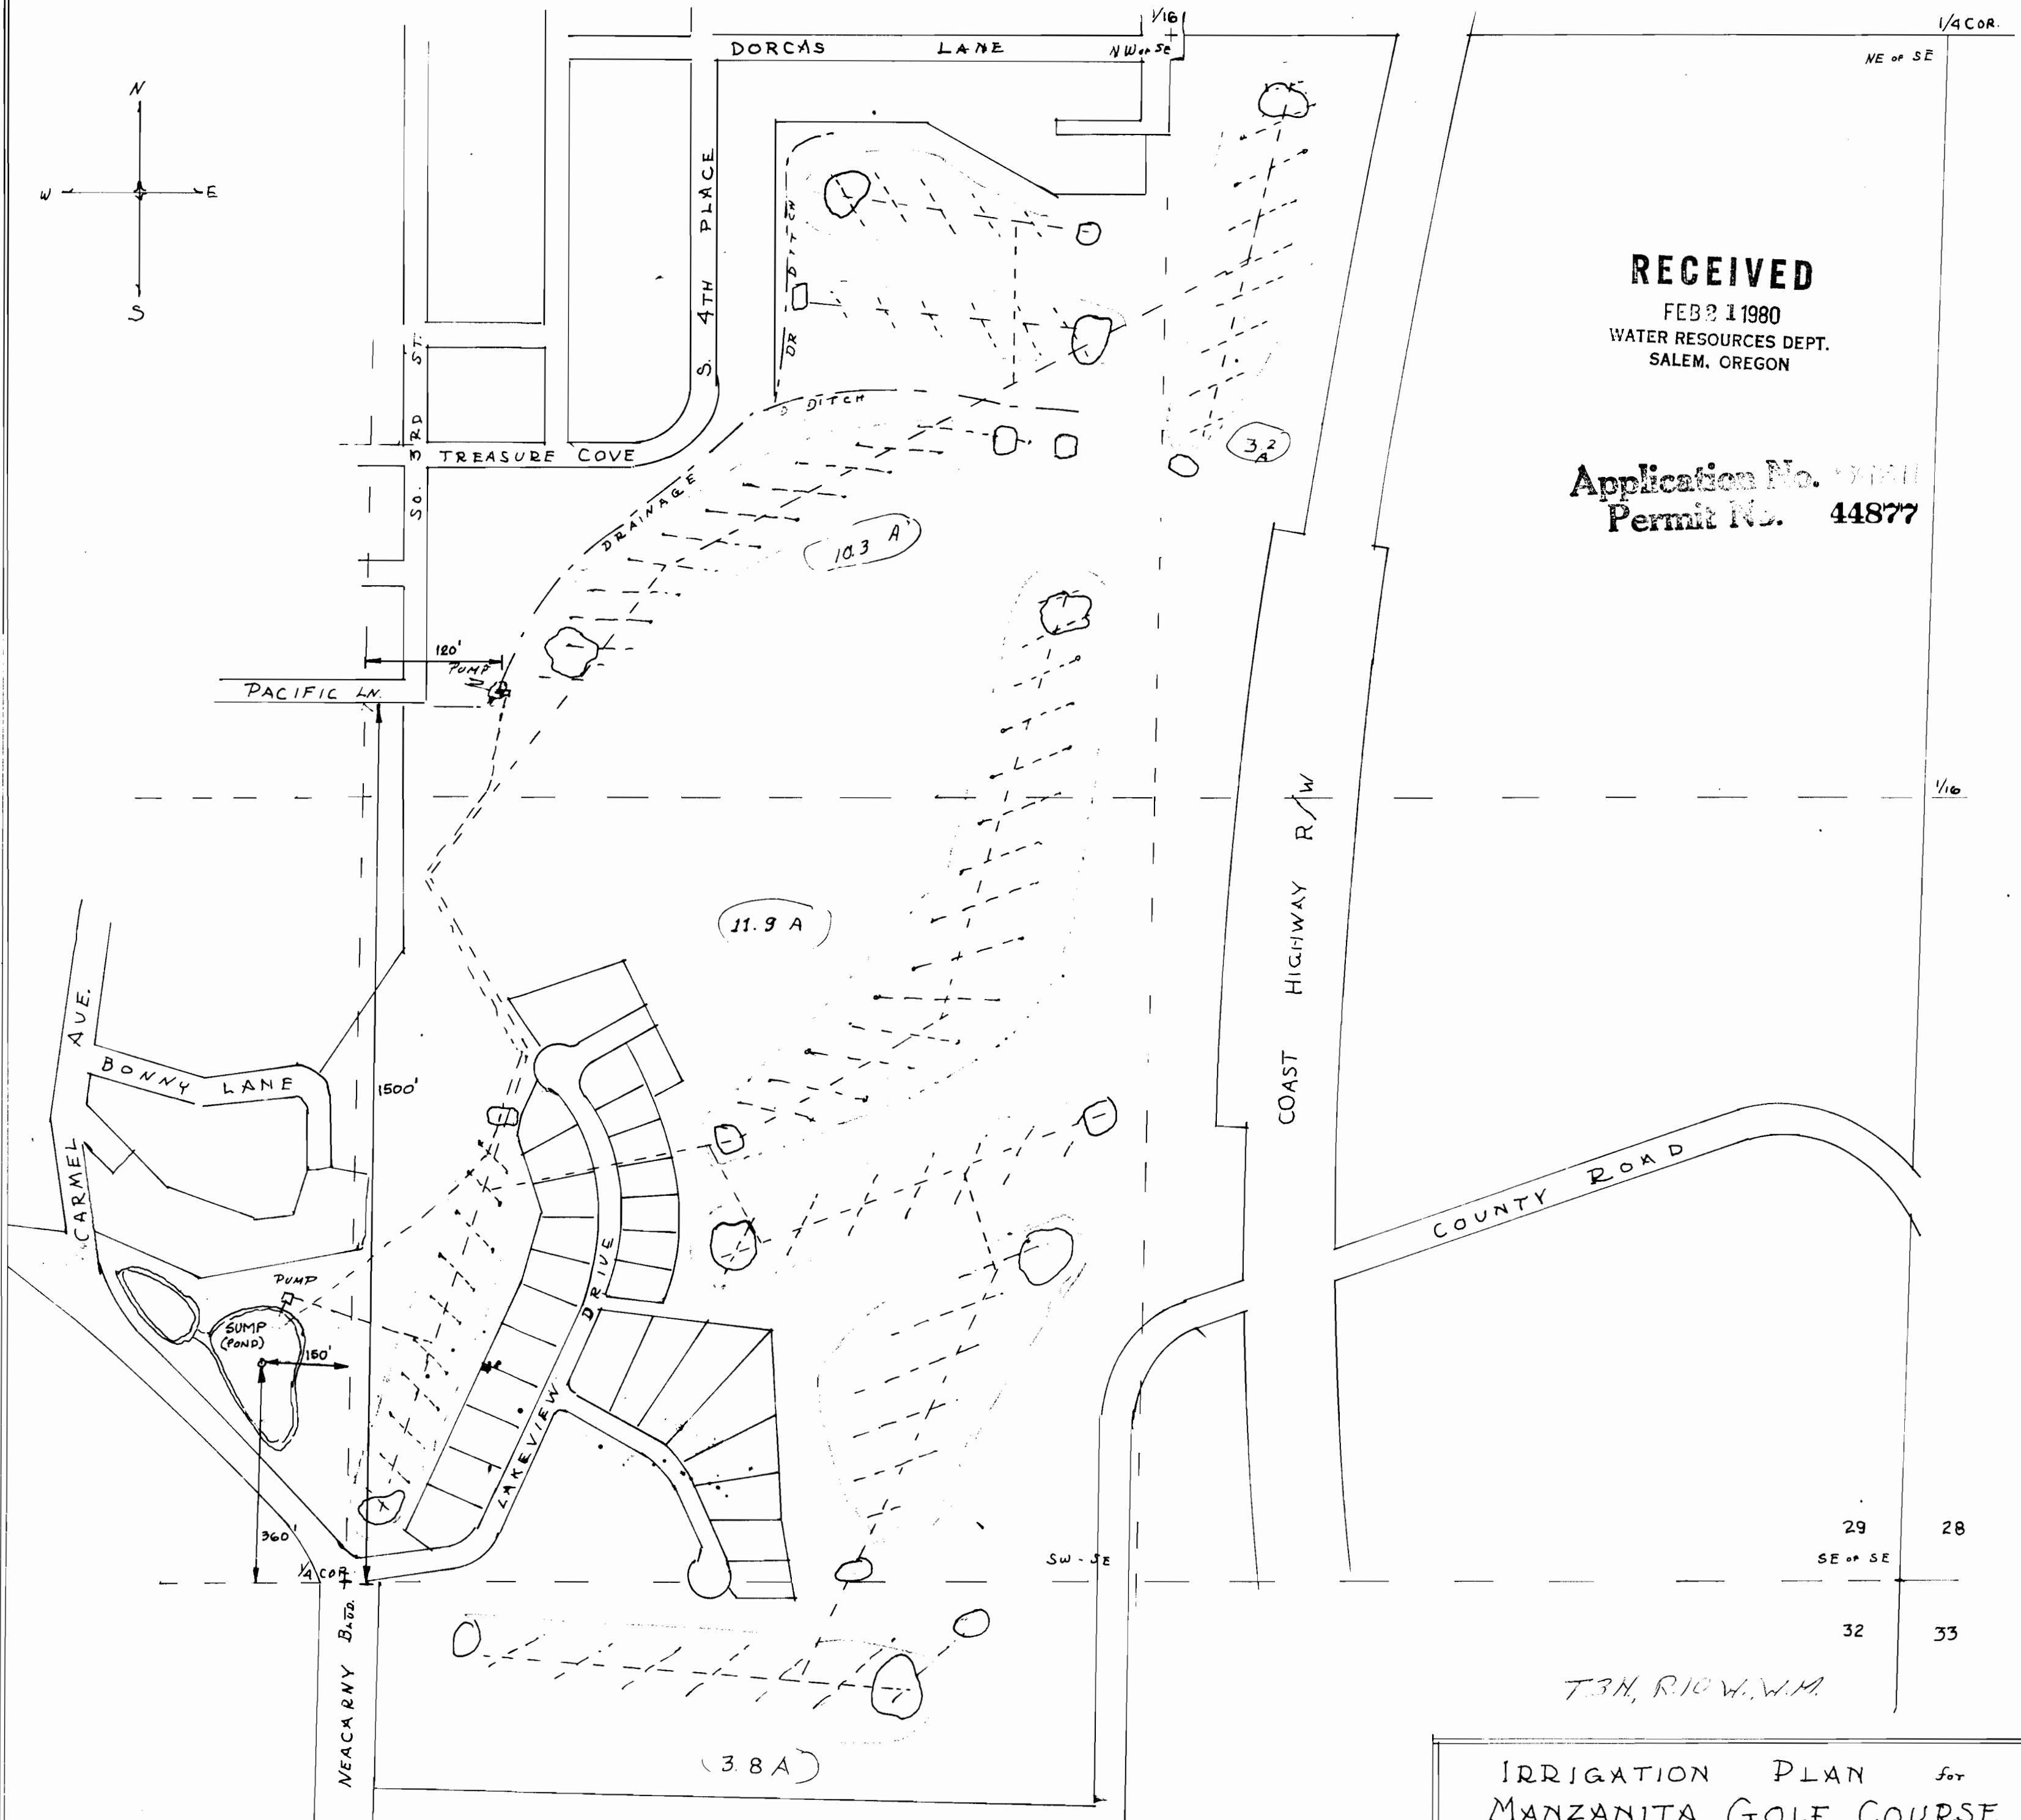 1/16
1/4 COR.
DORCAS LANE
NW OF SE
NE OF SE
N
W
E
S
S. 4TH PLACE
DR DITCH
RECEIVED
FEB 21 1980
WATER RESOURCES DEPT.
SALEM, OREGON
SO. 3RD ST.
D DITCH
TREASURE COVE
3.2
A
Application No.
Permit No. 44877
DRAINAGE
10.3 A
120'
PUMP
PACIFIC LN.
1/16
COAST HIGHWAY R/W
11.9 A
CARMEL AVE.
BONNY LANE
1500'
COUNTY ROAD
PUMP
SUMP
(POND)
150'
LAKEVIEW DRIVE
360'
1/4 COR.
29
28
SW - SE
SE OF SE
32
33
NEACARNY BLVD.
T.3N, R.10W., W.M.
(3.8 A)
IRRIGATION PLAN for
MANZANITA GOLF COURSE